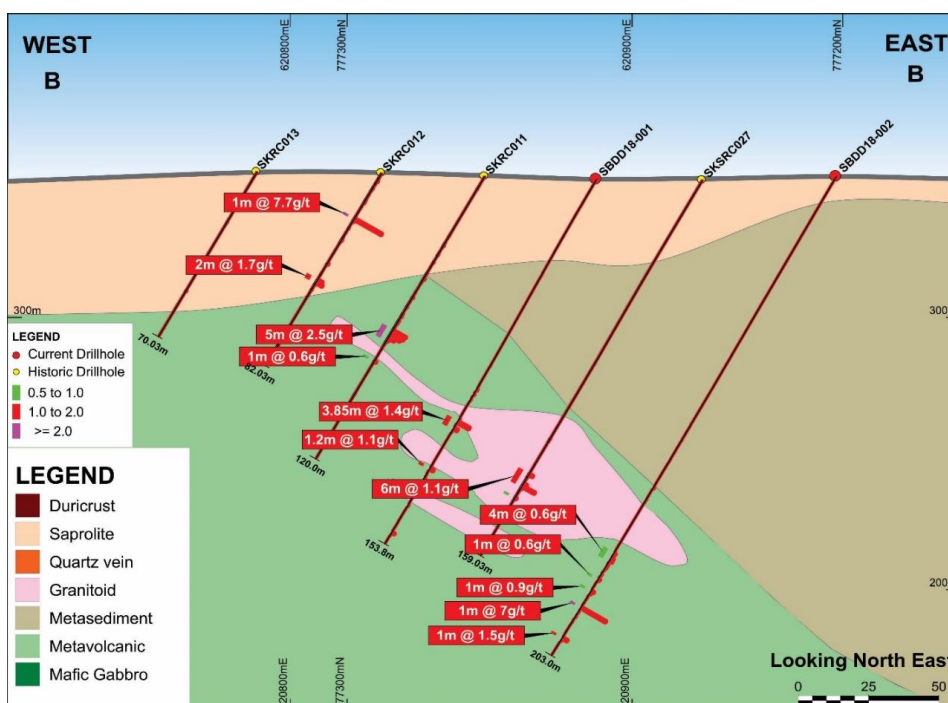 WEST
B
620800mE
777300mN
620900mE
777200mN
EAST
B
SKRC013
SKRC012
SKRC011
SBDD18-001
SKSRC027
SBDD18-002
1m @ 7.7g/t
2m @ 1.7g/t
300m
300
LEGEND
Current Drillhole
Historic Drillhole
0.5 to 1.0
1.0 to 2.0
>= 2.0
70.03m
82.03m
5m @ 2.5g/t
1m @ 0.6g/t
3.85m @ 1.4g/t
1.2m @ 1.1g/t
120.0m
6m @ 1.1g/t
4m @ 0.6g/t
1m @ 0.6g/t
153.8m
159.03m
1m @ 0.9g/t
1m @ 7g/t
1m @ 1.5g/t
203.0m
200
LEGEND
Duricrust
Saprolite
Quartz vein
Granitoid
Metasediment
Metavolcanic
Mafic Gabbro
620800mE
777300mN
620900mE
Looking North East
0 25 50